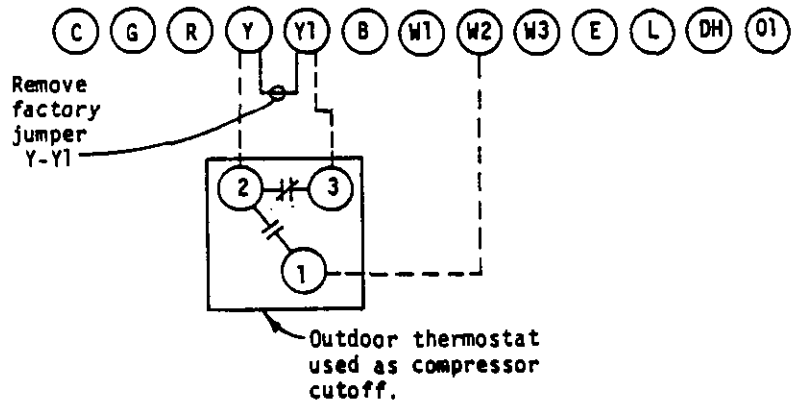 C G R Y Y1 B W1 W2 W3 E L DH O1
Remove
factory
jumper
Y-Y1
2 3
1
Outdoor thermostat
used as compressor
cutoff.